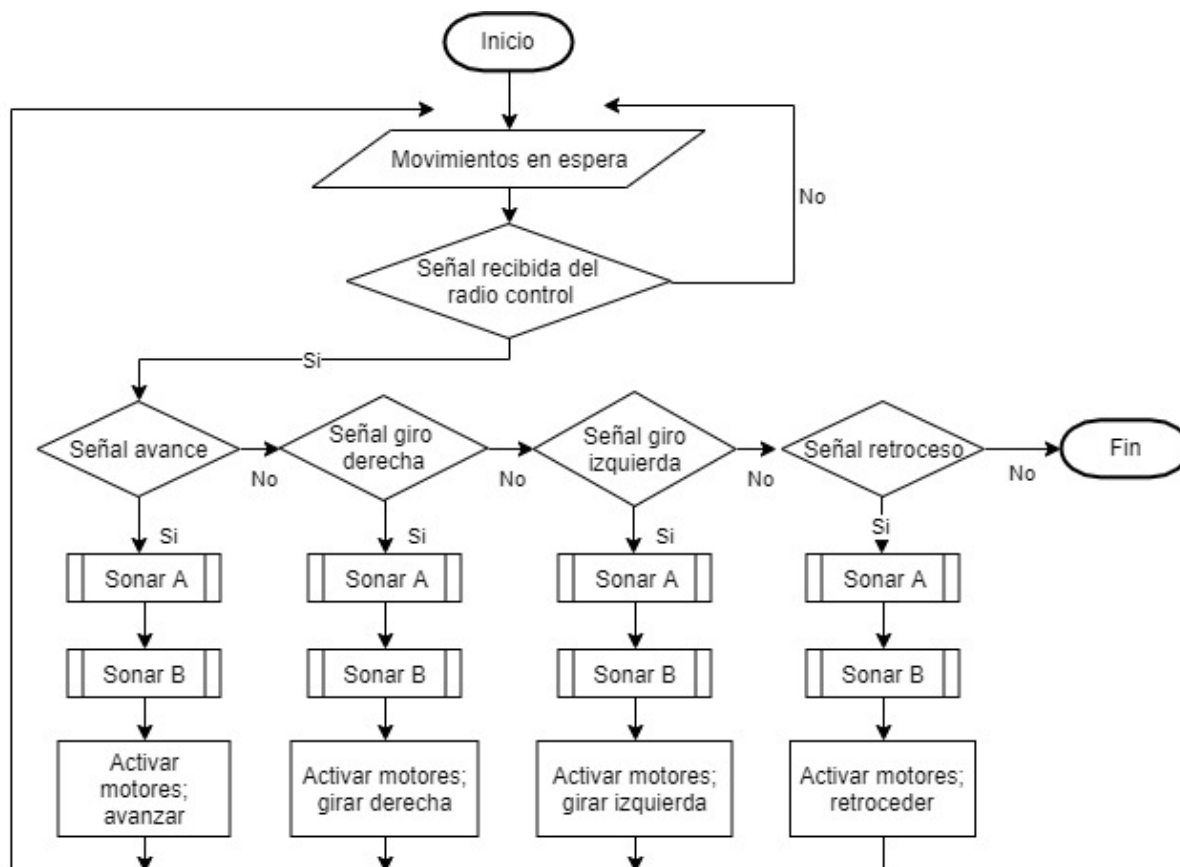 Inicio
Movimientos en espera
No
Señal recibida del
radio control
Si
Señal avance
No
Señal giro
derecha
No
Señal giro
izquierda
No
Señal retroceso
No
Fin
Si
Si
Si
Si
Sonar A
Sonar A
Sonar A
Sonar A
Sonar B
Sonar B
Sonar B
Sonar B
Activar
motores;
avanzar
Activar motores;
girar derecha
Activar motores;
girar izquierda
Activar motores;
retroceder